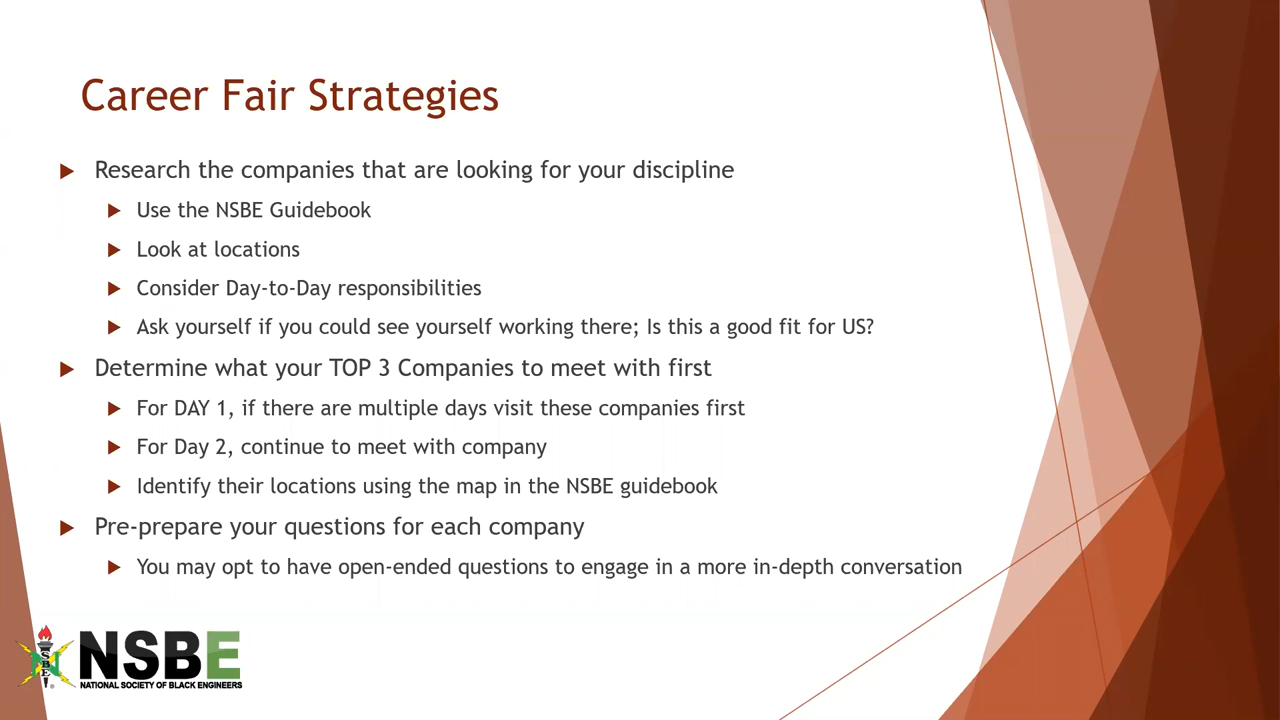 Career Fair Strategies
Research the companies that are looking for your discipline
Use the NSBE Guidebook
Look at locations
Consider Day-to-Day responsibilities
Ask yourself if you could see yourself working there; Is this a good fit for US?
Determine what your TOP 3 Companies to meet with first
For DAY 1, if there are multiple days visit these companies first
For Day 2, continue to meet with company
Identify their locations using the map in the NSBE guidebook
Pre-prepare your questions for each company
You may opt to have open-ended questions to engage in a more in-depth conversation
NSBE
NSBE
NATIONAL SOCIETY OF BLACK ENGINEERS